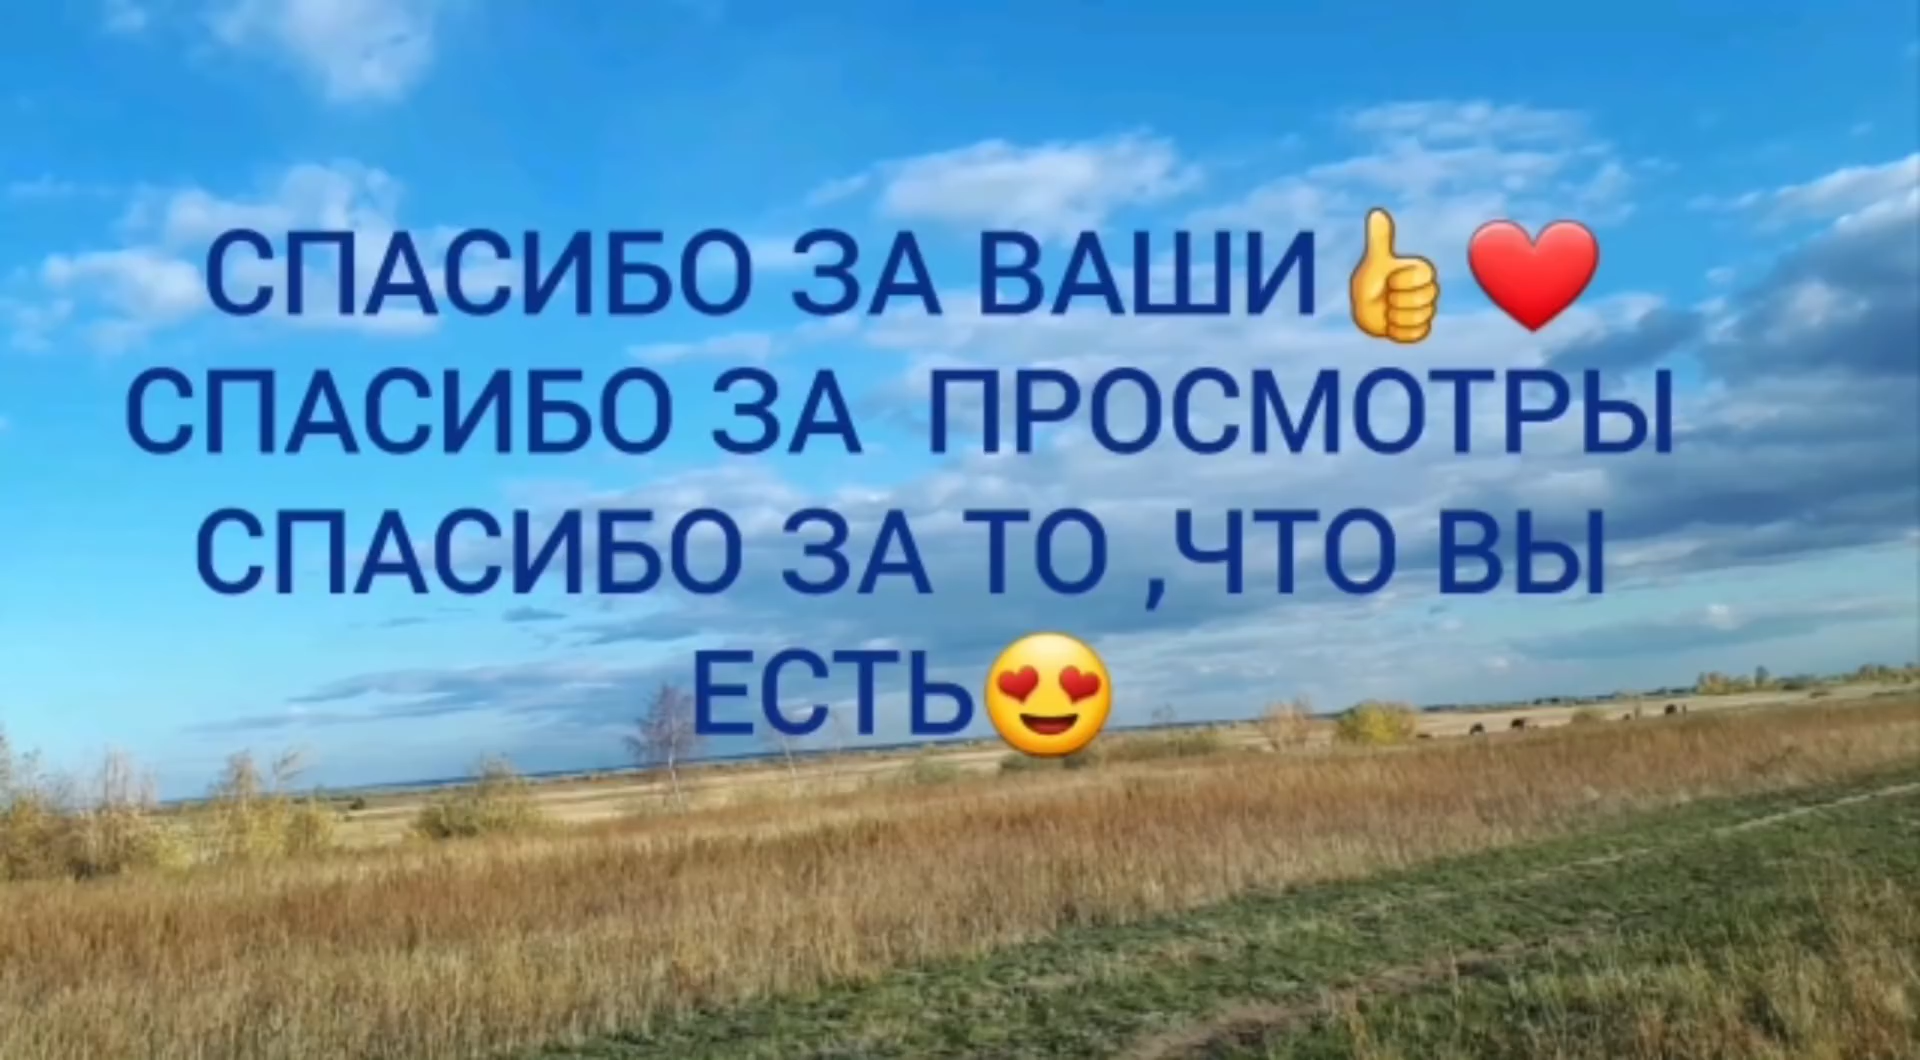 СПАСИБО ЗА ВАШИ👍❤️
СПАСИБО ЗА  ПРОСМОТРЫ
СПАСИБО ЗА ТО ,ЧТО ВЫ
ЕСТЬ😍